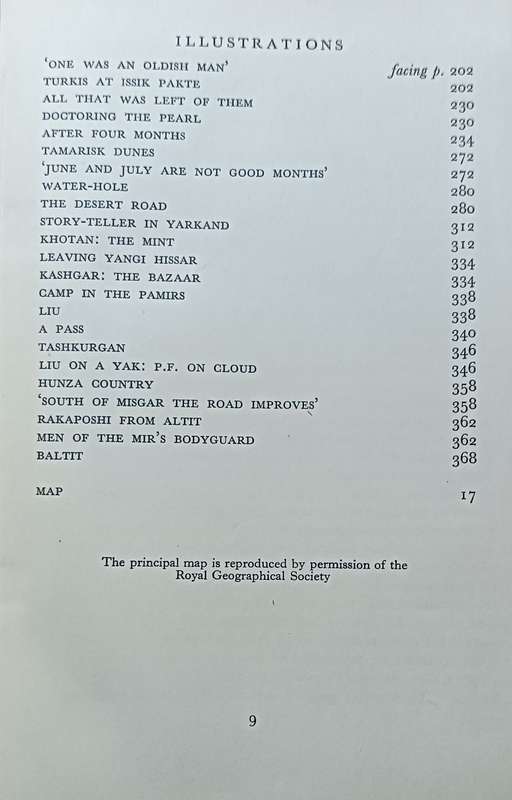 ILLUSTRATIONS
‘ONE WAS AN OLDISH MAN’ facing p. 202
TURKIS AT ISSIK PAKTE 202
ALL THAT WAS LEFT OF THEM 230
DOCTORING THE PEARL 230
AFTER FOUR MONTHS 234
TAMARISK DUNES 272
‘JUNE AND JULY ARE NOT GOOD MONTHS’ 272
WATER-HOLE 280
THE DESERT ROAD 280
STORY-TELLER IN YARKAND 312
KHOTAN: THE MINT 312
LEAVING YANGI HISSAR 334
KASHGAR: THE BAZAAR 334
CAMP IN THE PAMIRS 338
LIU 338
A PASS 340
TASHKURGAN 346
LIU ON A YAK: P.F. ON CLOUD 346
HUNZA COUNTRY 358
‘SOUTH OF MISGAR THE ROAD IMPROVES’ 358
RAKAPOSHI FROM ALTIT 362
MEN OF THE MIR’S BODYGUARD 362
BALTIT 368
MAP 17
The principal map is reproduced by permission of the
Royal Geographical Society
9